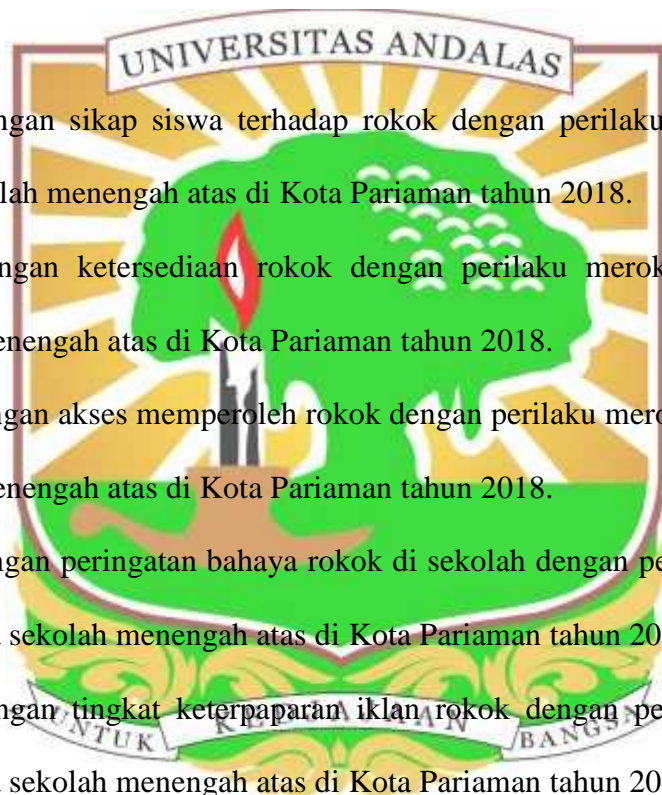 UNIVERSITAS ANDALAS
ngan sikap siswa terhadap rokok dengan perilaku
lah menengah atas di Kota Pariaman tahun 2018.
ngan ketersediaan rokok dengan perilaku merok
enengah atas di Kota Pariaman tahun 2018.
ngan akses memperoleh rokok dengan perilaku mero
enengah atas di Kota Pariaman tahun 2018.
ngan peringatan bahaya rokok di sekolah dengan pe
sekolah menengah atas di Kota Pariaman tahun 20
ngan tingkat keterpaparan iklan rokok dengan pe
UNTUK KEDJAJAAN BANGSA
sekolah menengah atas di Kota Pariaman tahun 20